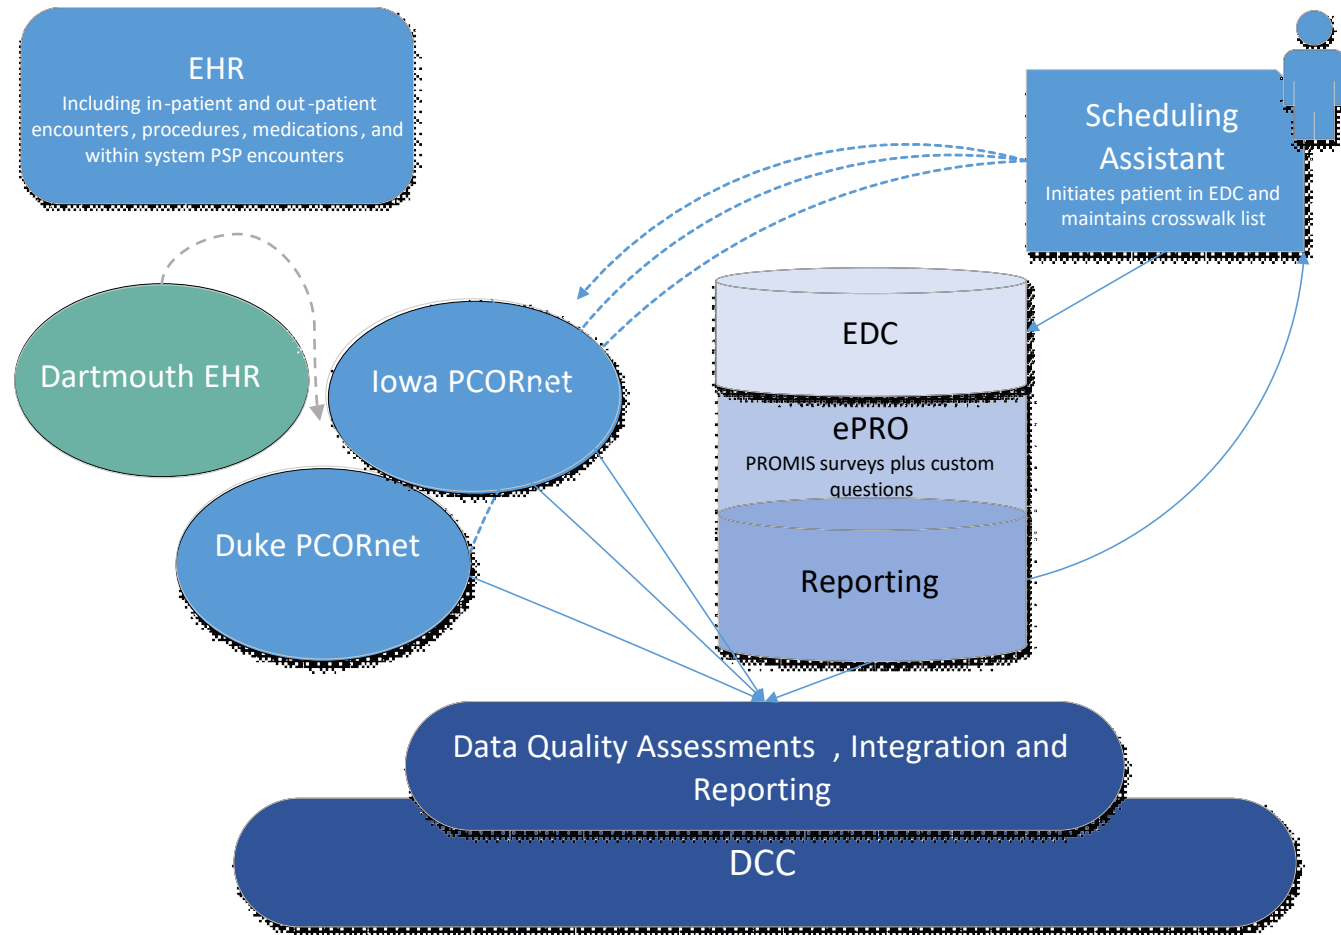 EHR
Including in-patient and out-patient
encounters, procedures, medications, and
within system PSP encounters
Scheduling
Assistant
Initiates patient in EDC and
maintains crosswalk list
Dartmouth EHR
Iowa PCORnet
Duke PCORnet
EDC
ePRO
PROMIS surveys plus custom
questions
Reporting
Data Quality Assessments , Integration and
Reporting
DCC